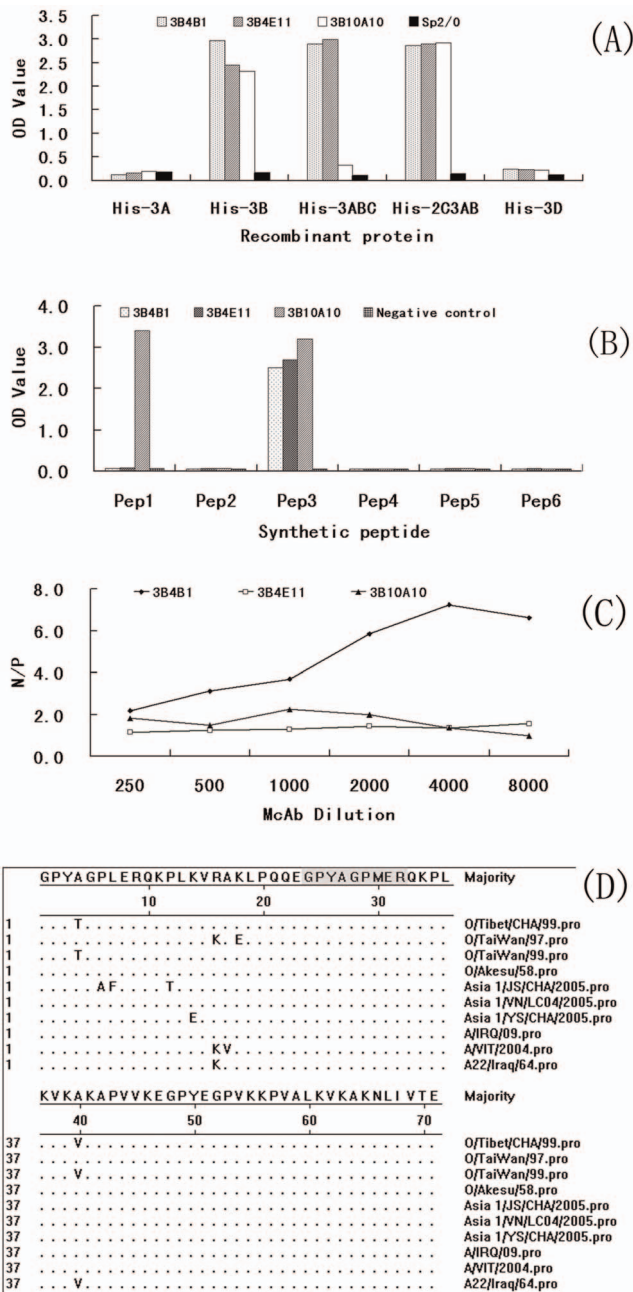 3B4B1 3B4E11 3B10A10 Sp2/0
(A)
3.5
3.0
2.5
2.0
1.5
1.0
0.5
0.0
OD Value
His-3A His-3B His-3ABC His-2C3AB His-3D
Recombinant protein
3B4B1 3B4E11 3B10A10 Negative control
(B)
4.0
3.0
2.0
1.0
0.0
OD Value
Pep1 Pep2 Pep3 Pep4 Pep5 Pep6
Synthetic peptide
3B4B1 3B4E11 3B10A10
(C)
8.0
6.0
4.0
2.0
0.0
N/P
250 500 1000 2000 4000 8000
McAb Dilution
(D)
GPYAGPLERQKPLKVRAKLPQQEGPYAGPMERQKPL Majority
10 20 30
1 ...T................................ O/Tibet/CHA/99.pro
1 ...............K.E.................. O/TaiWan/97.pro
1 ...T................................ O/TaiWan/99.pro
1 .................................... O/Akesu/58.pro
1 .....AF....T........................ Asia 1/JS/CHA/2005.pro
1 .................................... Asia 1/VN/LC04/2005.pro
1 .............E...................... Asia 1/YS/CHA/2005.pro
1 .................................... A/IRQ/09.pro
1 ...............KV................... A/VIT/2004.pro
1 ...............K.................... A22/Iraq/64.pro
KVKAKAPVVKEGPYEGPVKKPVALKVKAKNLIVTE Majority
40 50 60 70
37 ...V............................... O/Tibet/CHA/99.pro
37 ................................... O/TaiWan/97.pro
37 ...V............................... O/TaiWan/99.pro
37 ................................... O/Akesu/58.pro
37 ................................... Asia 1/JS/CHA/2005.pro
37 ................................... Asia 1/VN/LC04/2005.pro
37 ................................... Asia 1/YS/CHA/2005.pro
37 ................................... A/IRQ/09.pro
37 ................................... A/VIT/2004.pro
37 ...V............................... A22/Iraq/64.pro